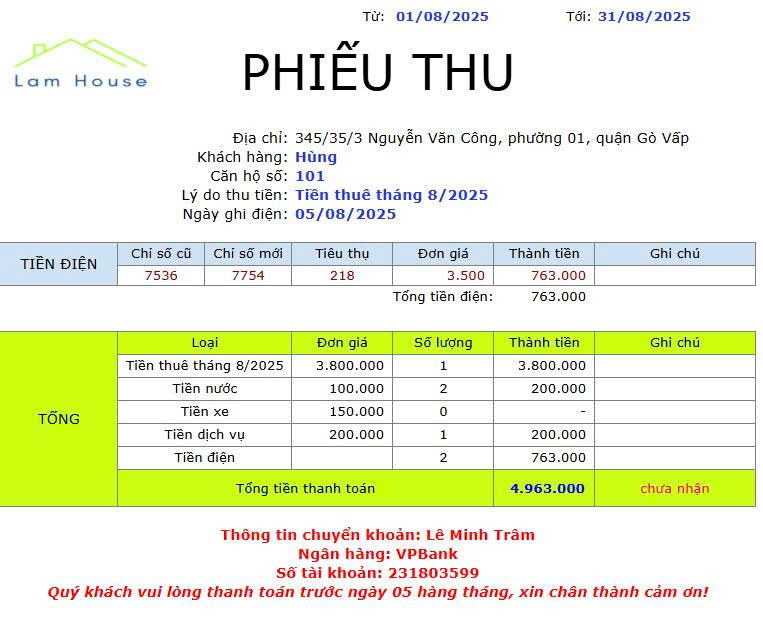 Từ: 01/08/2025 Tới: 31/08/2025
Lam House
PHIẾU THU
Địa chỉ: 345/35/3 Nguyễn Văn Công, phường 01, quận Gò Vấp
Khách hàng: Hùng
Căn hộ số: 101
Lý do thu tiền: Tiền thuê tháng 8/2025
Ngày ghi điện: 05/08/2025
TIỀN ĐIỆN Chỉ số cũ Chỉ số mới Tiêu thụ Đơn giá Thành tiền Ghi chú
7536 7754 218 3.500 763.000
Tổng tiền điện: 763.000
TỔNG Loại Đơn giá Số lượng Thành tiền Ghi chú
Tiền thuê tháng 8/2025 3.800.000 1 3.800.000
Tiền nước 100.000 2 200.000
Tiền xe 150.000 0 -
Tiền dịch vụ 200.000 1 200.000
Tiền điện 2 763.000
Tổng tiền thanh toán 4.963.000 chưa nhận
Thông tin chuyển khoản: Lê Minh Trâm
Ngân hàng: VPBank
Số tài khoản: 231803599
Quý khách vui lòng thanh toán trước ngày 05 hàng tháng, xin chân thành cảm ơn!